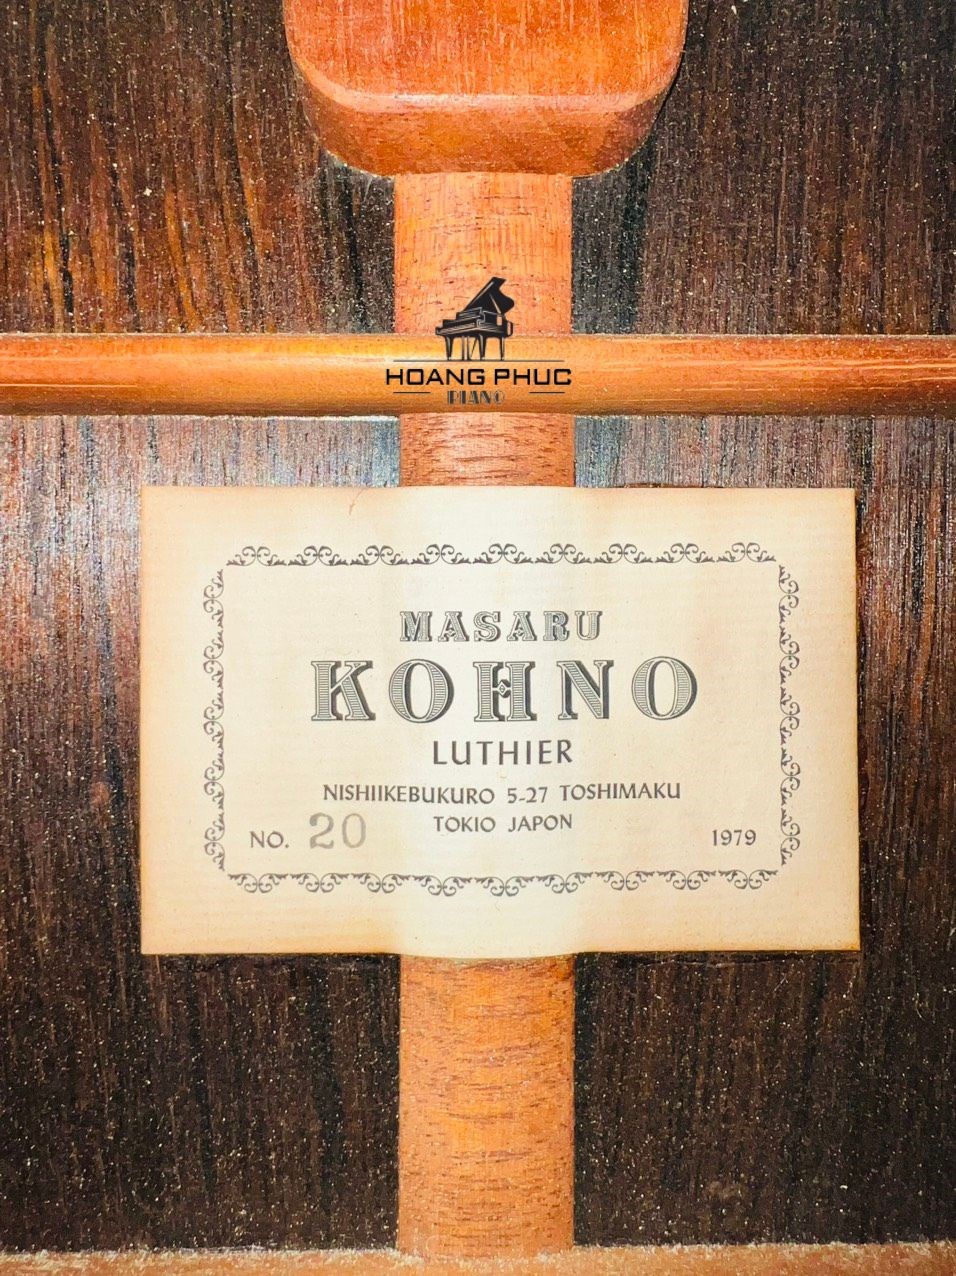 HOANG PHUC
PIANO
MASARU
KOHNO
LUTHIER
NISHIIKEBUKURO 5-27 TOSHIMAKU
TOKIO JAPON
NO. 20
1979